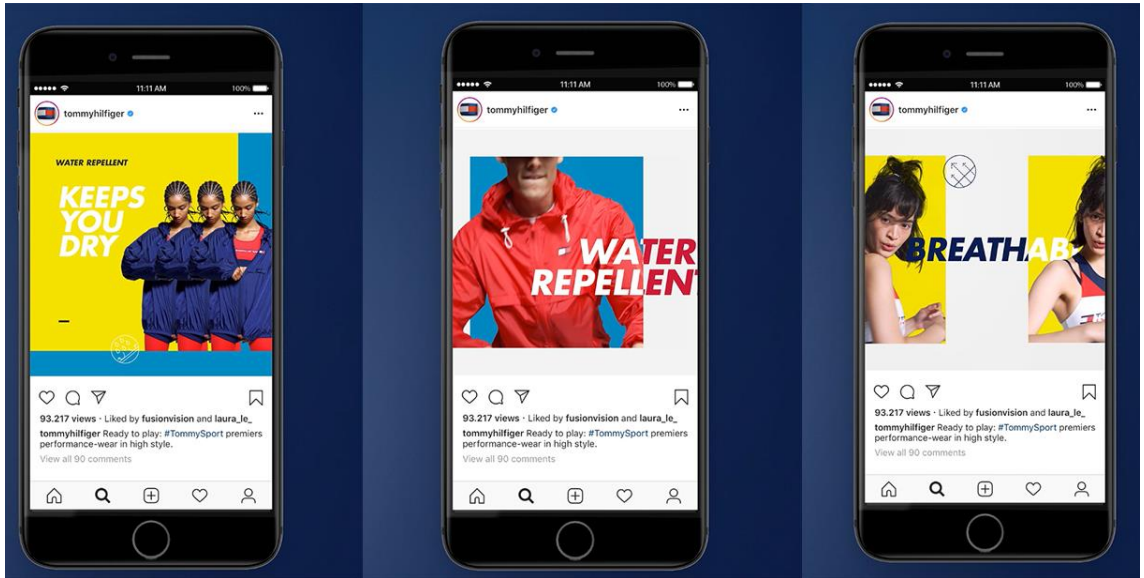 11:11 AM
100%
tommyhilfiger
WATER REPELLENT
KEEPS
YOU
DRY
93.217 views · Liked by fusionvision and laura_le_
tommyhilfiger Ready to play: #TommySport premiers
performance-wear in high style.
View all 90 comments
11:11 AM
100%
tommyhilfiger
WATER
REPELLENT
93.217 views · Liked by fusionvision and laura_le_
tommyhilfiger Ready to play: #TommySport premiers
performance-wear in high style.
View all 90 comments
11:11 AM
100%
tommyhilfiger
BREATHAB
93.217 views · Liked by fusionvision and laura_le_
tommyhilfiger Ready to play: #TommySport premiers
performance-wear in high style.
View all 90 comments